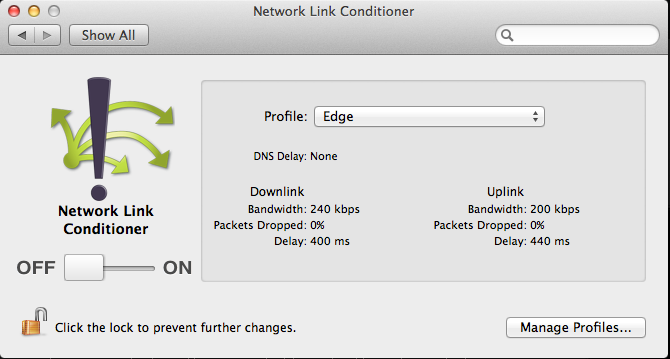 Network Link Conditioner
Show All
Profile: Edge
DNS Delay: None
Downlink
Bandwidth: 240 kbps
Packets Dropped: 0%
Delay: 400 ms
Uplink
Bandwidth: 200 kbps
Packets Dropped: 0%
Delay: 440 ms
Network Link
Conditioner
OFF ON
Click the lock to prevent further changes.
Manage Profiles...